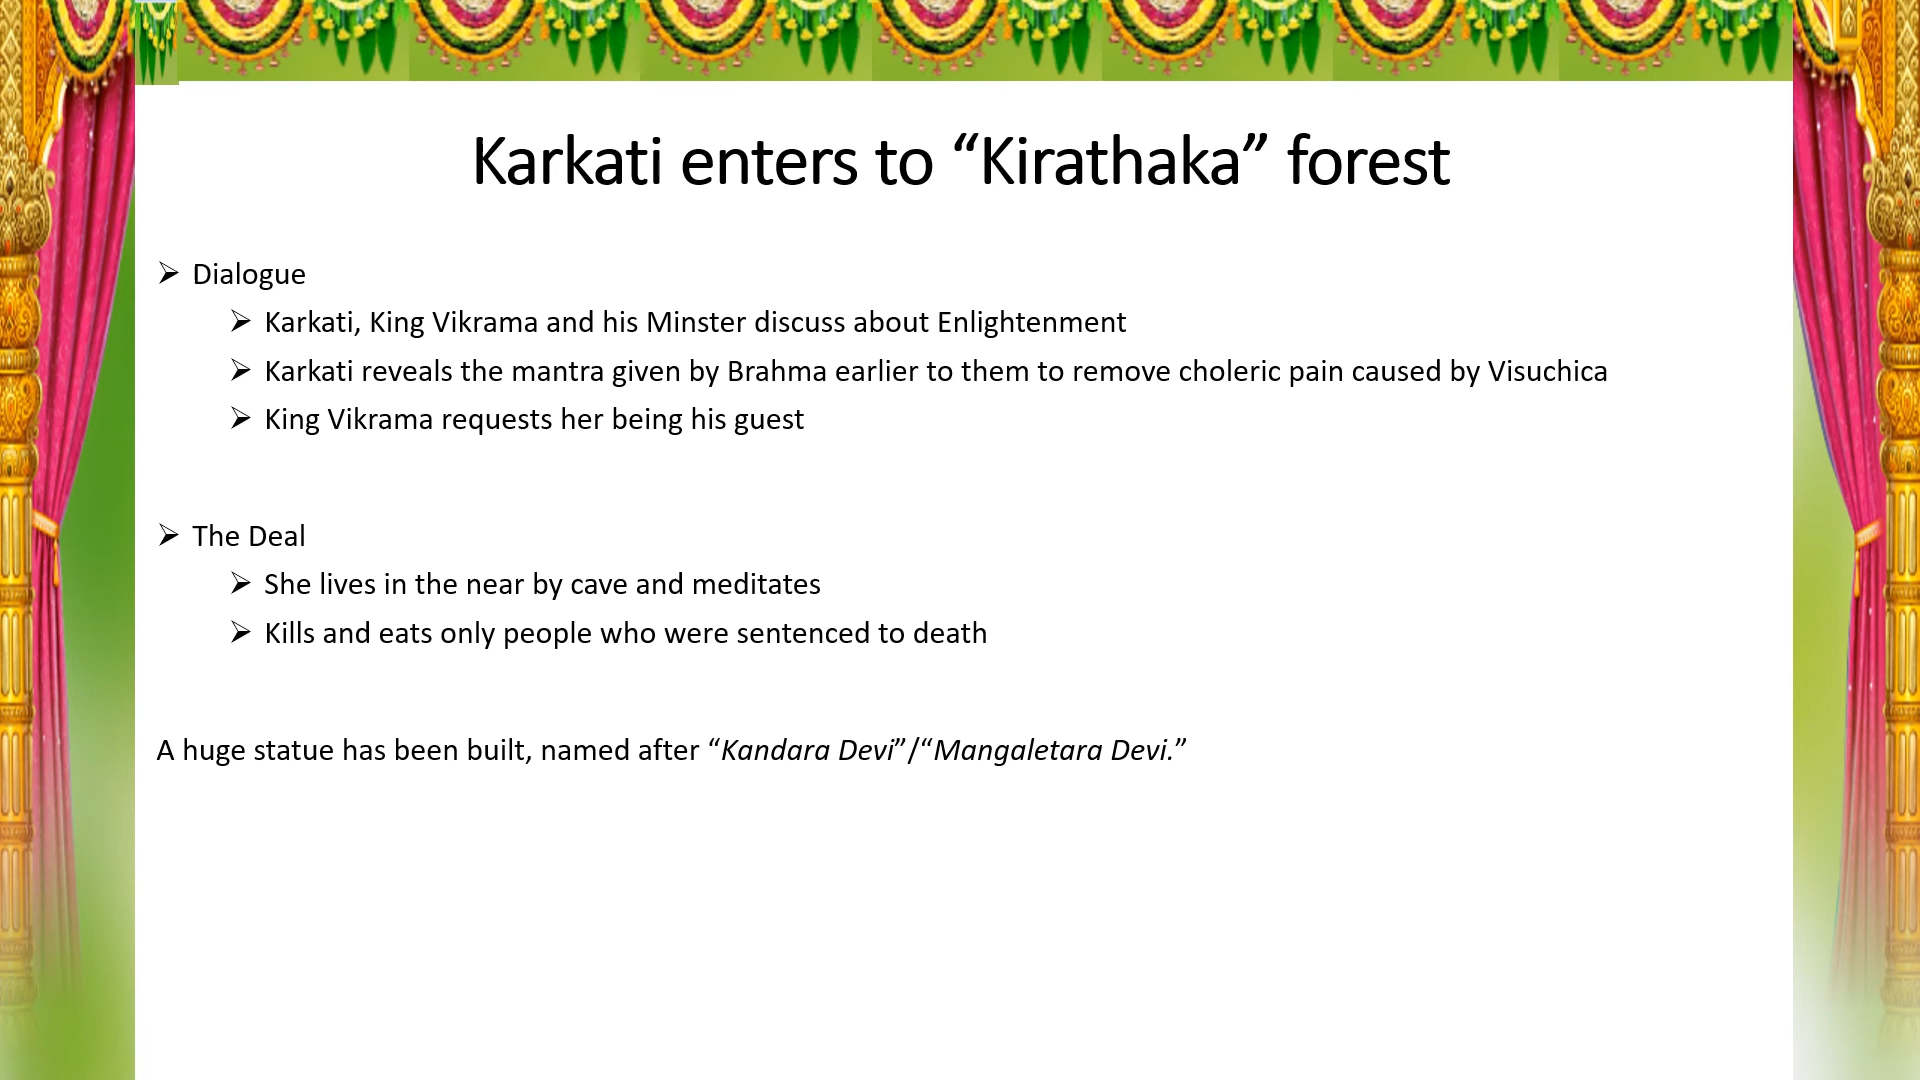 Karkati enters to “Kirathaka” forest
➢ Dialogue
➢ Karkati, King Vikrama and his Minster discuss about Enlightenment
➢ Karkati reveals the mantra given by Brahma earlier to them to remove choleric pain caused by Visuchica
➢ King Vikrama requests her being his guest
➢ The Deal
➢ She lives in the near by cave and meditates
➢ Kills and eats only people who were sentenced to death
A huge statue has been built, named after “Kandara Devi”/“Mangaletara Devi.”